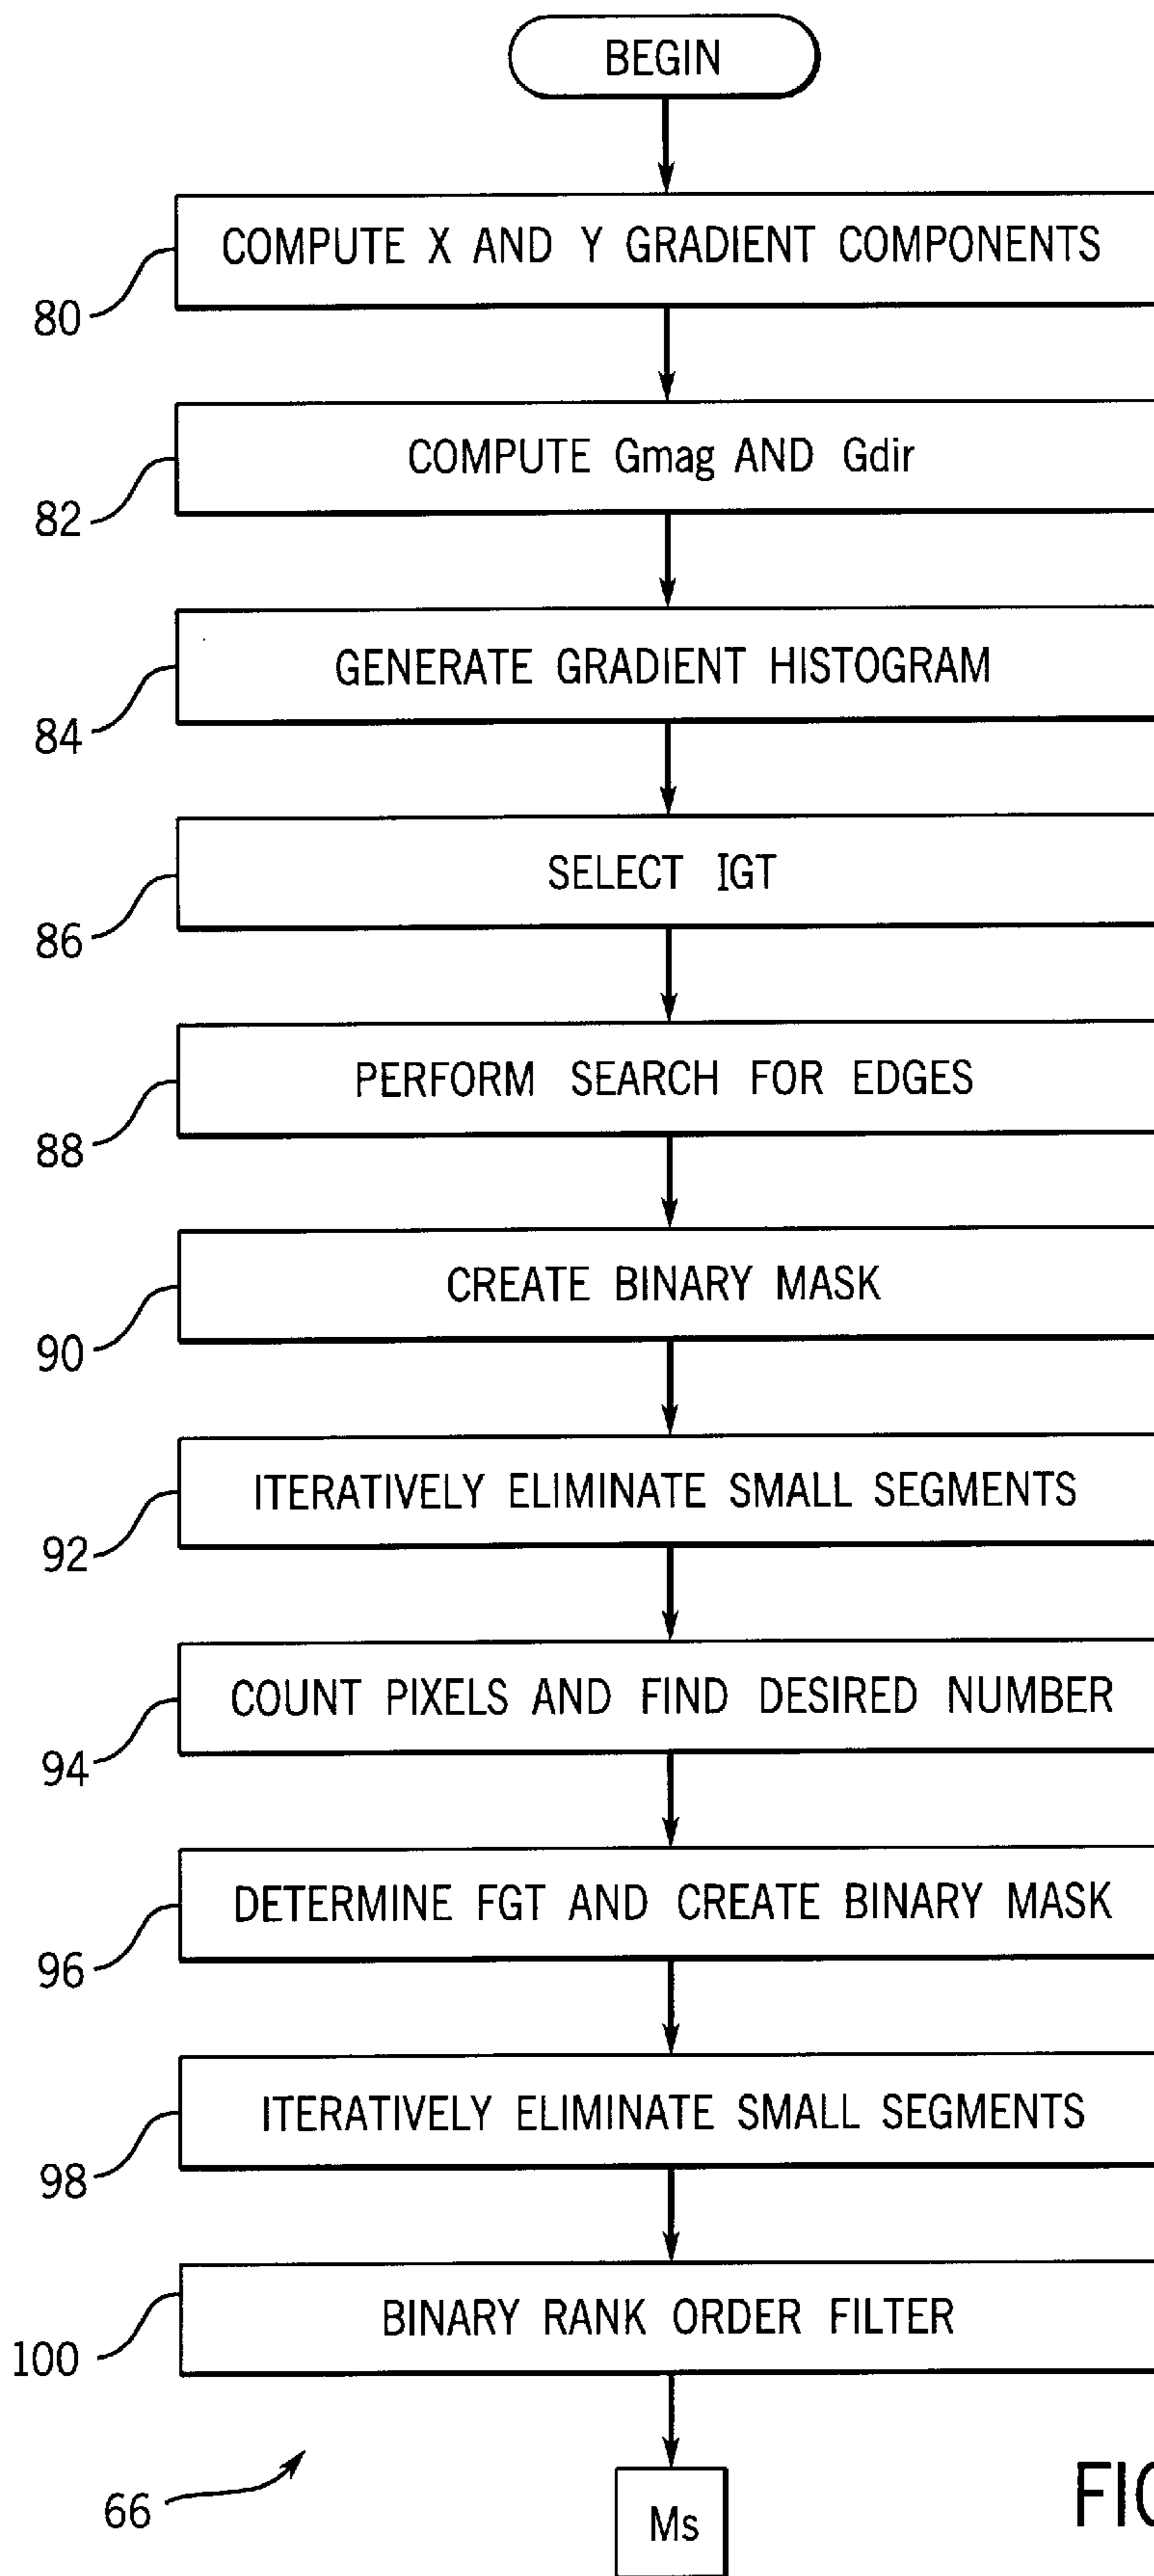 BEGIN
COMPUTE X AND Y GRADIENT COMPONENTS
80
COMPUTE Gmag AND Gdir
82
GENERATE GRADIENT HISTOGRAM
84
SELECT IGT
86
PERFORM SEARCH FOR EDGES
88
CREATE BINARY MASK
90
ITERATIVELY ELIMINATE SMALL SEGMENTS
92
COUNT PIXELS AND FIND DESIRED NUMBER
94
DETERMINE FGT AND CREATE BINARY MASK
96
ITERATIVELY ELIMINATE SMALL SEGMENTS
98
BINARY RANK ORDER FILTER
100
66
Ms